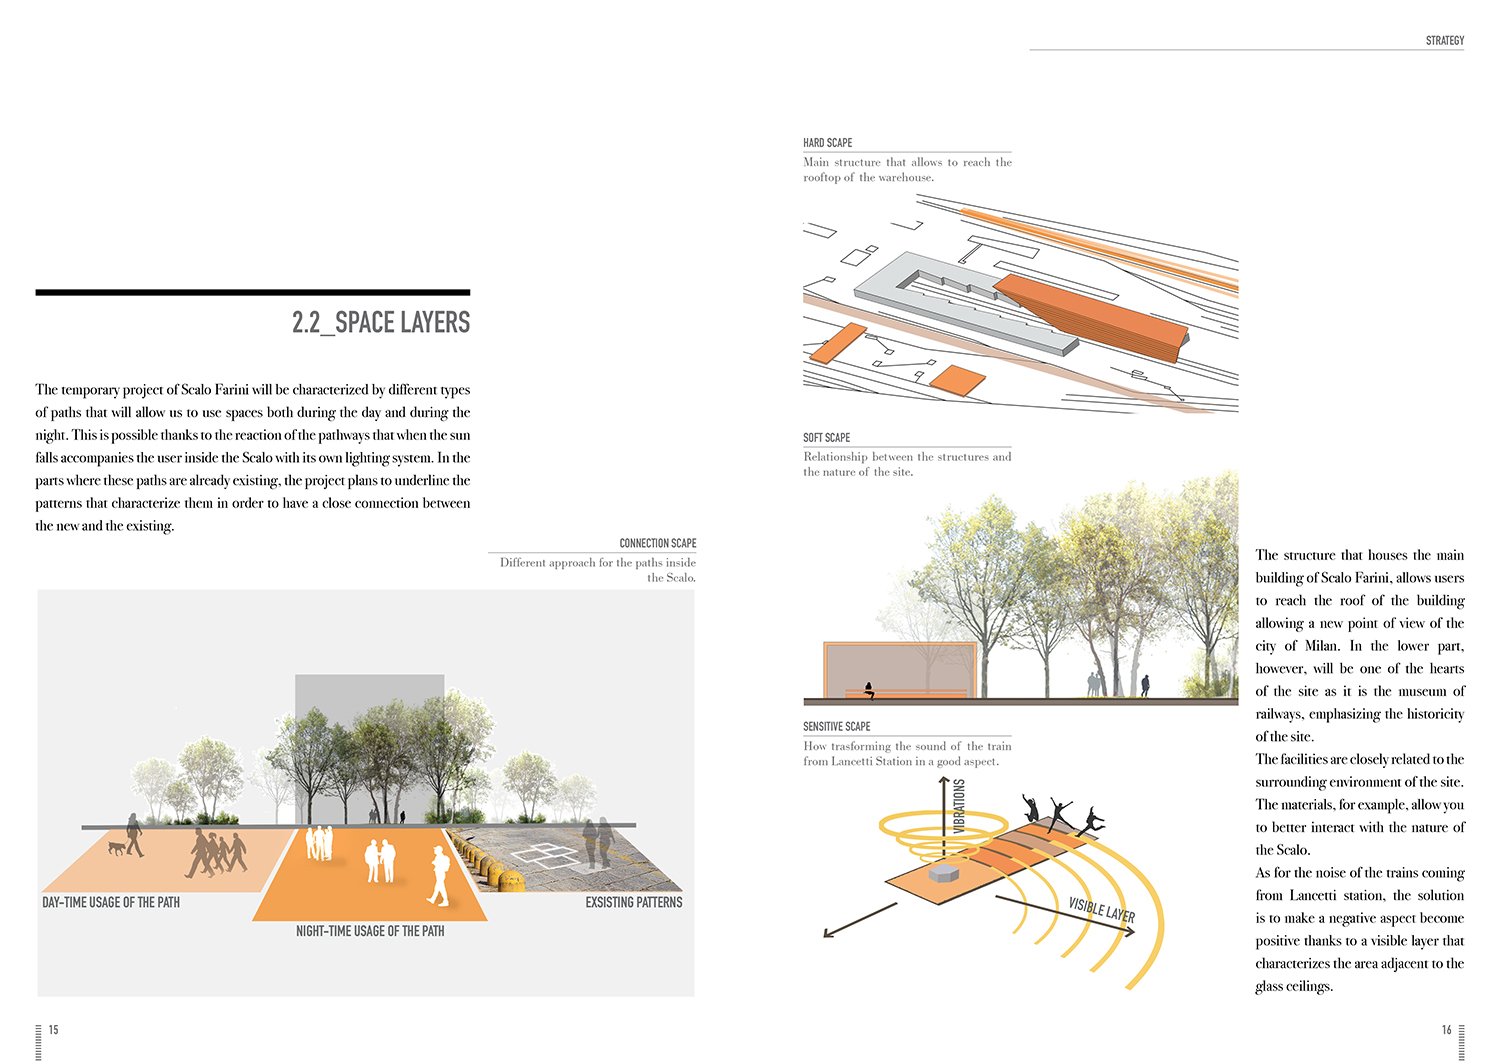 2.2_SPACE LAYERS
The temporary project of Scalo Farini will be characterized by different types
of paths that will allow us to use spaces both during the day and during the
night. This is possible thanks to the reaction of the pathways that when the sun
falls accompanies the user inside the Scalo with its own lighting system. In the
parts where these paths are already existing, the project plans to underline the
patterns that characterize them in order to have a close connection between
the new and the existing.
CONNECTION SCAPE
Different approach for the paths inside
the Scalo.
DAY-TIME USAGE OF THE PATH
NIGHT-TIME USAGE OF THE PATH
EXSISTING PATTERNS
15
STRATEGY
HARD SCAPE
Main structure that allows to reach the
rooftop of the warehouse.
SOFT SCAPE
Relationship between the structures and
the nature of the site.
SENSITIVE SCAPE
How trasforming the sound of the train
from Lancetti Station in a good aspect.
VIBRATIONS
VISIBLE LAYER
The structure that houses the main
building of Scalo Farini, allows users
to reach the roof of the building
allowing a new point of view of the
city of Milan. In the lower part,
however, will be one of the hearts
of the site as it is the museum of
railways, emphasizing the historicity
of the site.
The facilities are closely related to the
surrounding environment of the site.
The materials, for example, allow you
to better interact with the nature of
the Scalo.
As for the noise of the trains coming
from Lancetti station, the solution
is to make a negative aspect become
positive thanks to a visible layer that
characterizes the area adjacent to the
glass ceilings.
16